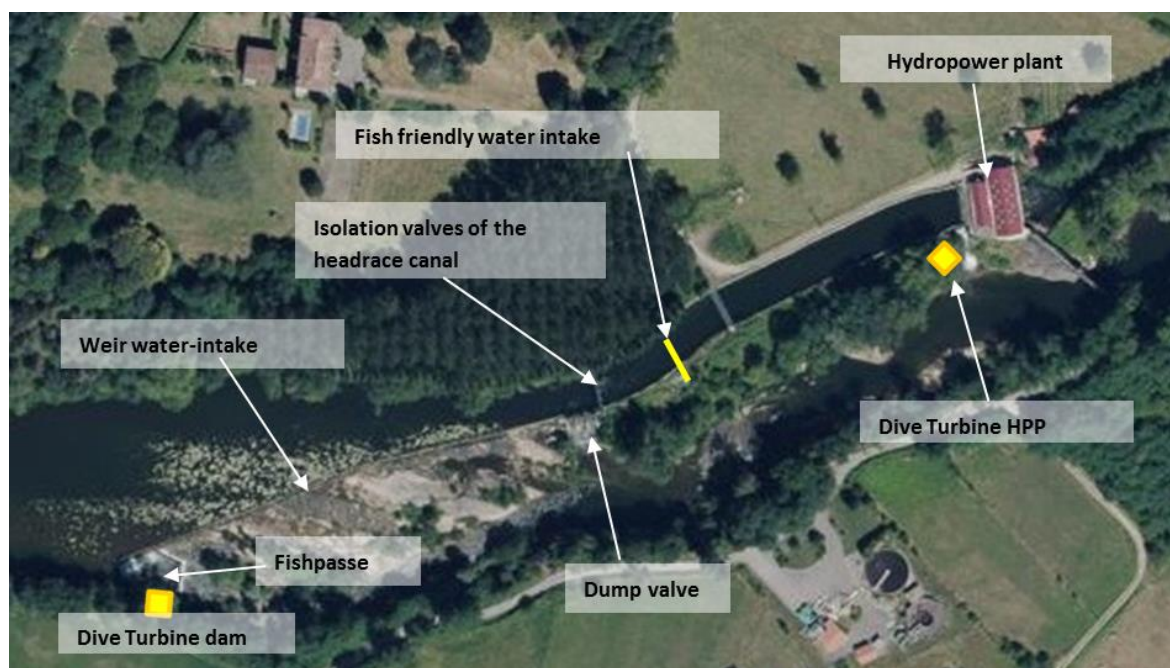 Hydropower plant
Fish friendly water intake
Isolation valves of the
headrace canal
Weir water-intake
Dive Turbine HPP
Fishpasse
Dump valve
Dive Turbine dam